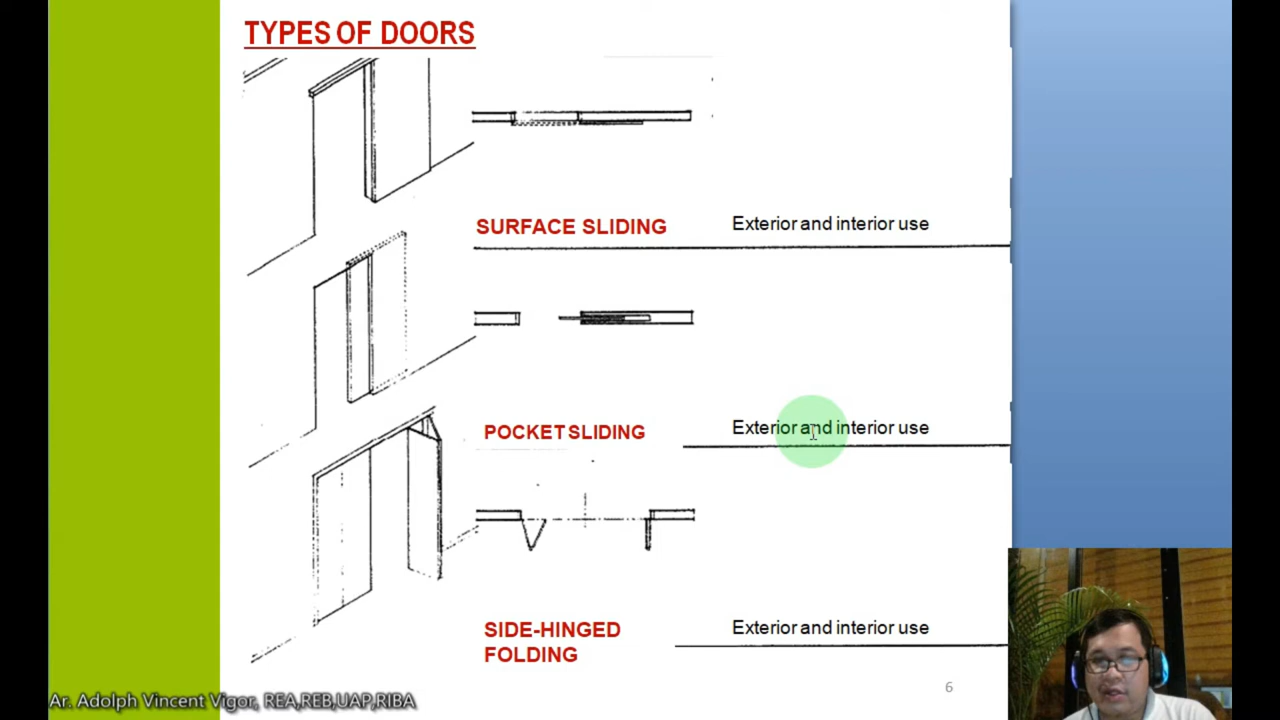 TYPES OF DOORS
SURFACE SLIDING
Exterior and interior use
POCKET SLIDING
Exterior and interior use
SIDE-HINGED
FOLDING
Exterior and interior use
6
Ar. Adolph Vincent Vigor, REA,REB,UAP,RIBA